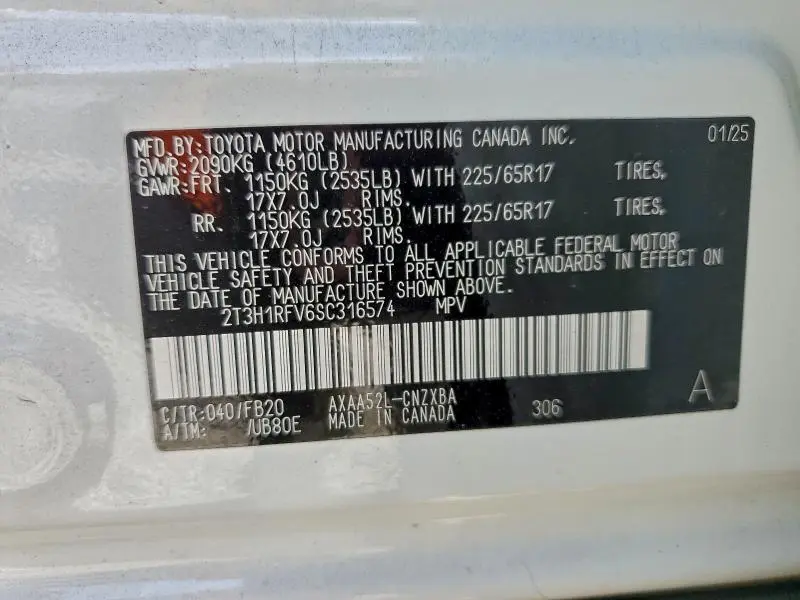 MFD.BY:TOYOTA MOTOR MANUFACTURING CANADA INC. 01/25
GVWR:2090KG (4610LB)
GAWR:FRT. 1150KG (2535LB) WITH 225/65R17 TIRES,
17X7.0J RIMS.
RR. 1150KG (2535LB) WITH 225/65R17 TIRES,
17X7.0J RIMS.
THIS VEHICLE CONFORMS TO ALL APPLICABLE FEDERAL MOTOR
VEHICLE SAFETY AND THEFT PREVENTION STANDARDS IN EFFECT ON
THE DATE OF MANUFACTURE SHOWN ABOVE.
2T3H1RFV6SC316574 MPV
C/TR:040/FB20 AXAA52L-CNZXBA 306 A
A/TM: /UB80E MADE IN CANADA